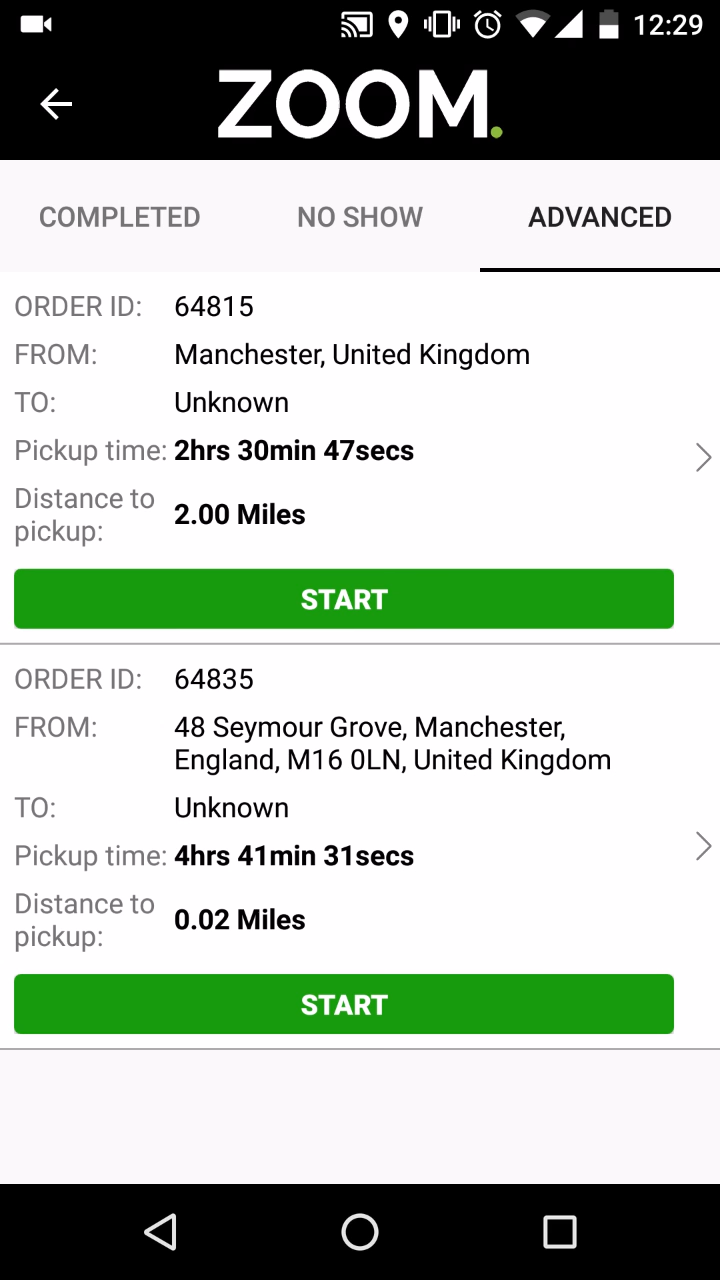 12:29
ZOOM.
COMPLETED NO SHOW ADVANCED
ORDER ID: 64815
FROM: Manchester, United Kingdom
TO: Unknown
Pickup time: 2hrs 30min 47secs
Distance to
pickup: 2.00 Miles
START
ORDER ID: 64835
FROM: 48 Seymour Grove, Manchester,
England, M16 0LN, United Kingdom
TO: Unknown
Pickup time: 4hrs 41min 31secs
Distance to
pickup: 0.02 Miles
START